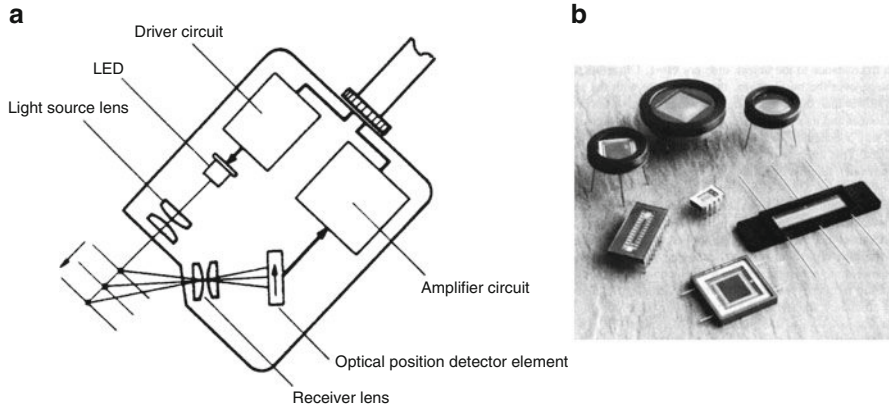 a
Driver circuit
LED
Light source lens
Amplifier circuit
Optical position detector element
Receiver lens
b